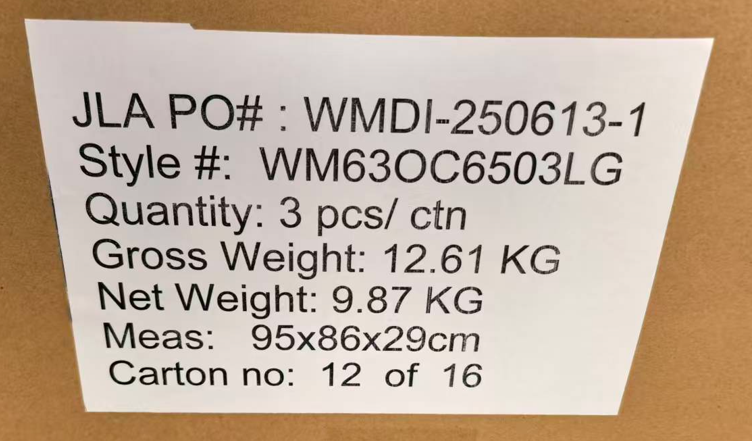 JLA PO# : WMDI-250613-1
Style #: WM63OC6503LG
Quantity: 3 pcs/ ctn
Gross Weight: 12.61 KG
Net Weight: 9.87 KG
Meas: 95x86x29cm
Carton no: 12 of 16